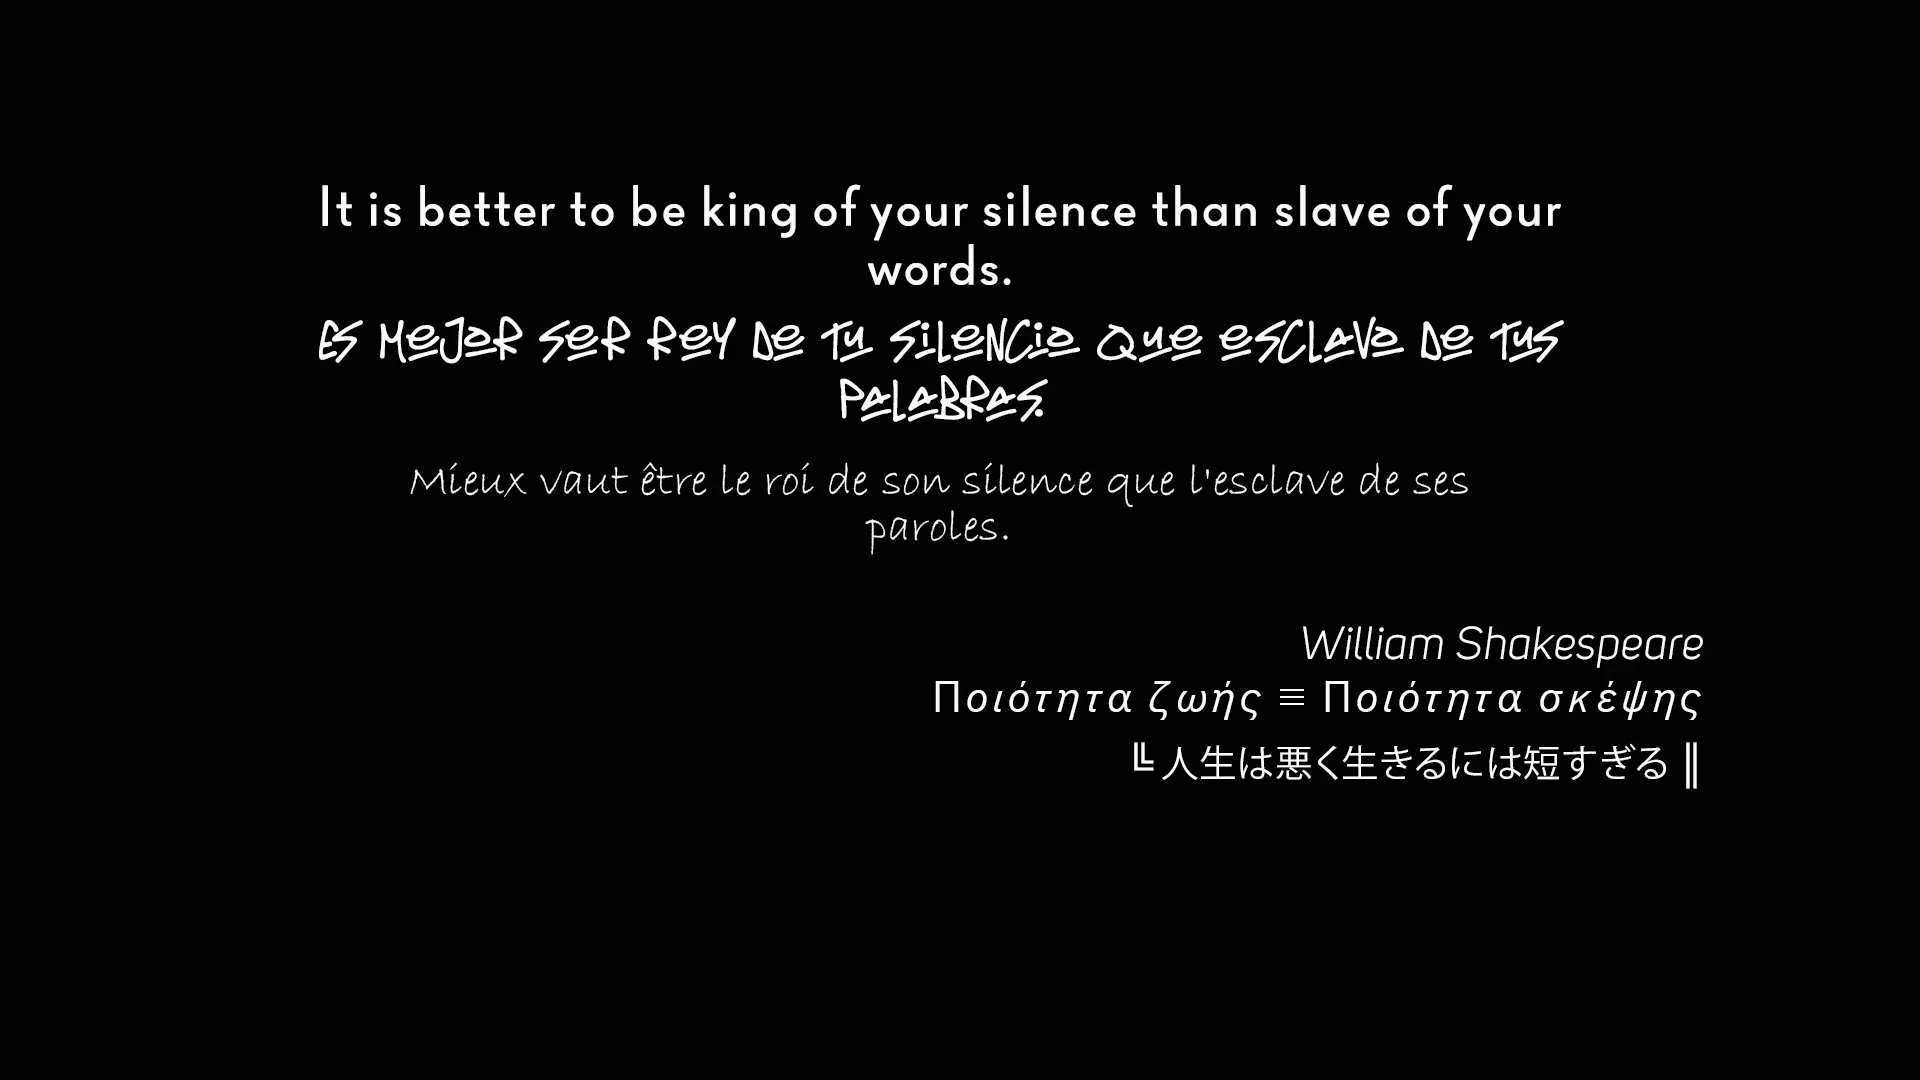 It is better to be king of your silence than slave of your
words.
Es mejor ser rey de tu silencio que esclavo de tus
palabras.
Mieux vaut être le roi de son silence que l'esclave de ses
paroles.
William Shakespeare
Ποιότητα ζωής ≡ Ποιότητα σκέψης
╚ 人生は悪く生きるには短すぎる ║